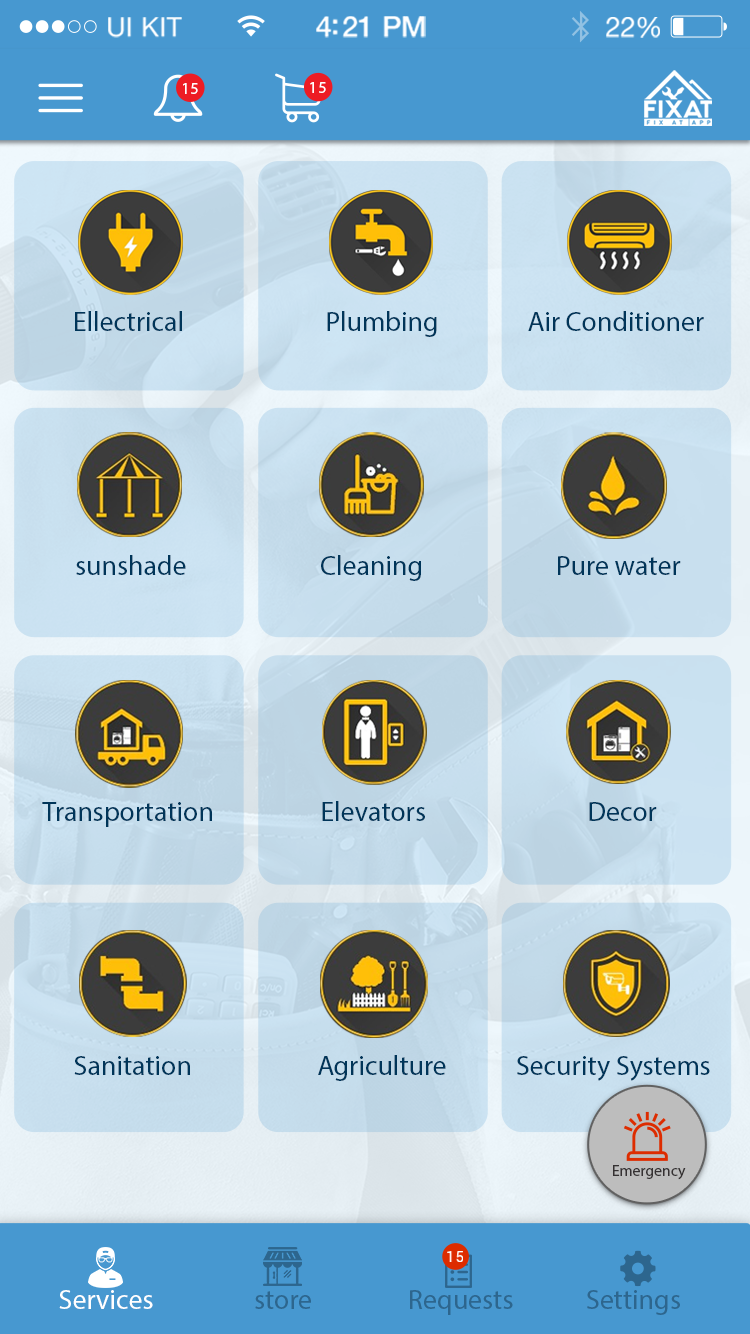 UI KIT 4:21 PM 22%
15 15
FIXAT
FIX AT APP
Ellectrical Plumbing Air Conditioner
sunshade Cleaning Pure water
Transportation Elevators Decor
Sanitation Agriculture Security Systems
Emergency
15
Services store Requests Settings